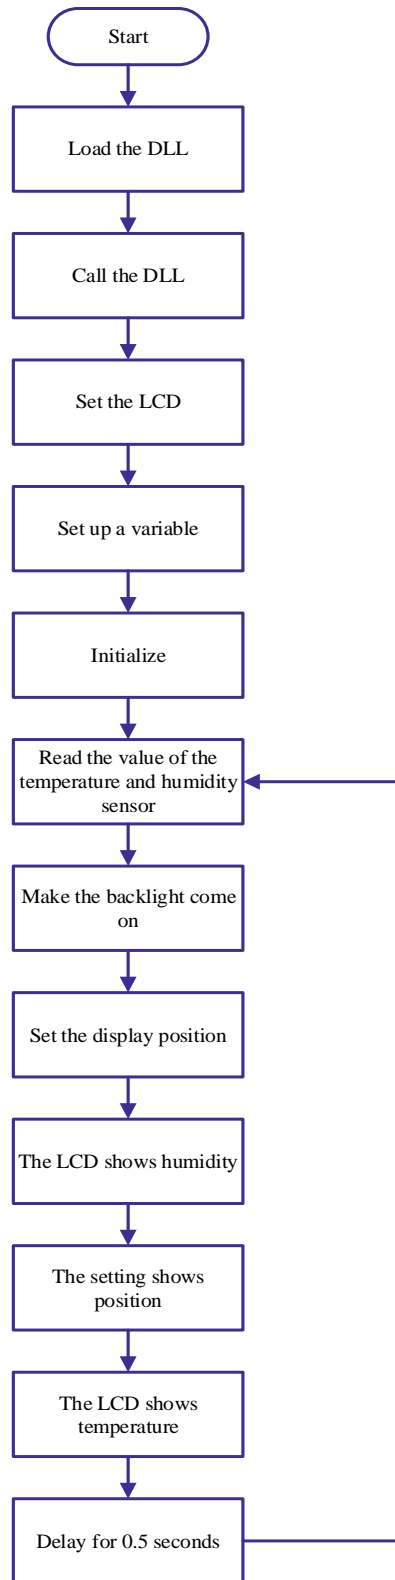 Start
Load the DLL
Call the DLL
Set the LCD
Set up a variable
Initialize
Read the value of the
temperature and humidity
sensor
Make the backlight come
on
Set the display position
The LCD shows humidity
The setting shows
position
The LCD shows
temperature
Delay for 0.5 seconds